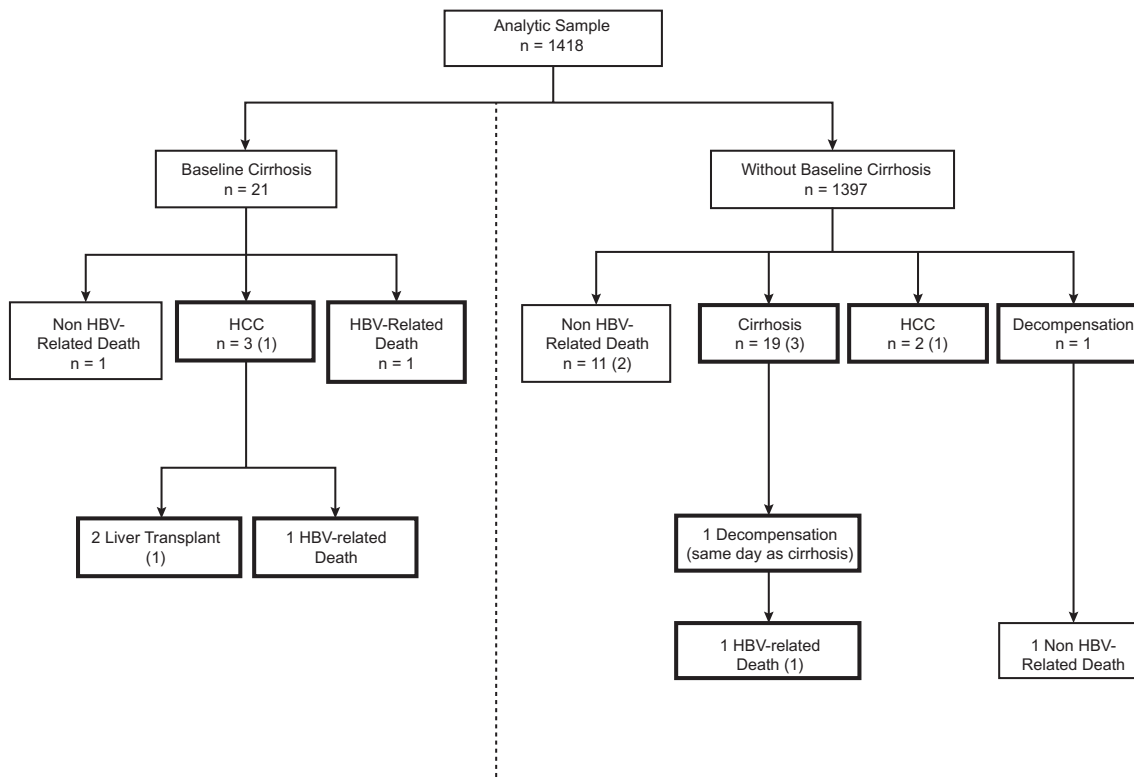 Analytic Sample
n = 1418
Baseline Cirrhosis
n = 21
Without Baseline Cirrhosis
n = 1397
Non HBV-
Related Death
n = 1
HCC
n = 3 (1)
HBV-Related
Death
n = 1
Non HBV-
Related Death
n = 11 (2)
Cirrhosis
n = 19 (3)
HCC
n = 2 (1)
Decompensation
n = 1
2 Liver Transplant
(1)
1 HBV-related
Death
1 Decompensation
(same day as cirrhosis)
1 HBV-related
Death (1)
1 Non HBV-
Related Death